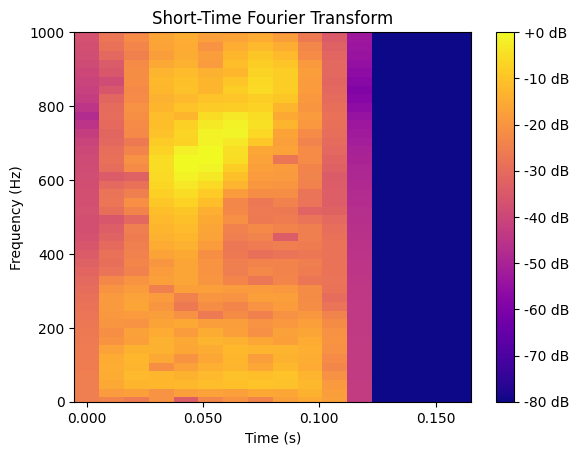 Short-Time Fourier Transform
Frequency (Hz)
1000
800
600
400
200
0
0.000
0.050
0.100
0.150
Time (s)
+0 dB
-10 dB
-20 dB
-30 dB
-40 dB
-50 dB
-60 dB
-70 dB
-80 dB